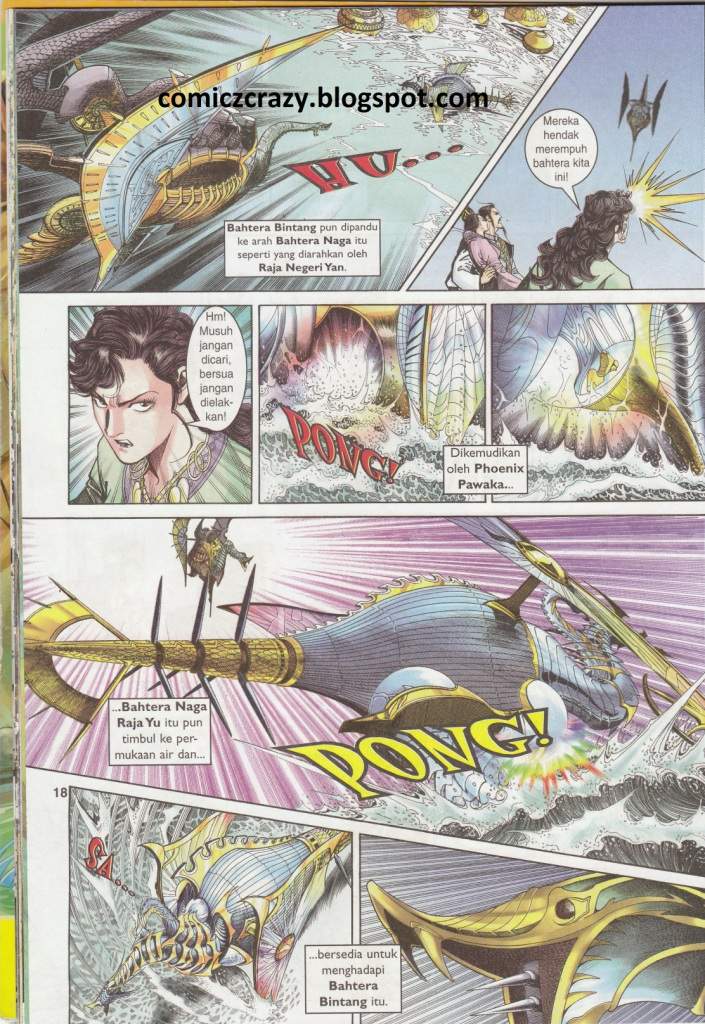 comiczcrazy.blogspot.com
HU...
Bahtera Bintang pun dipandu
ke arah Bahtera Naga itu
seperti yang diarahkan oleh
Raja Negeri Yan.
Mereka
hendak
merempuh
bahtera kita
ini!
Hm!
Musuh
jangan
dicari,
bersua
jangan
dielak-
kan!
PONG!
Dikemudikan
oleh Phoenix
Pawaka...
...Bahtera Naga
Raja Yu itu pun
timbul ke per-
mukaan air dan...
PONG!
18
SA...
...bersedia untuk
menghadapi
Bahtera
Bintang itu.